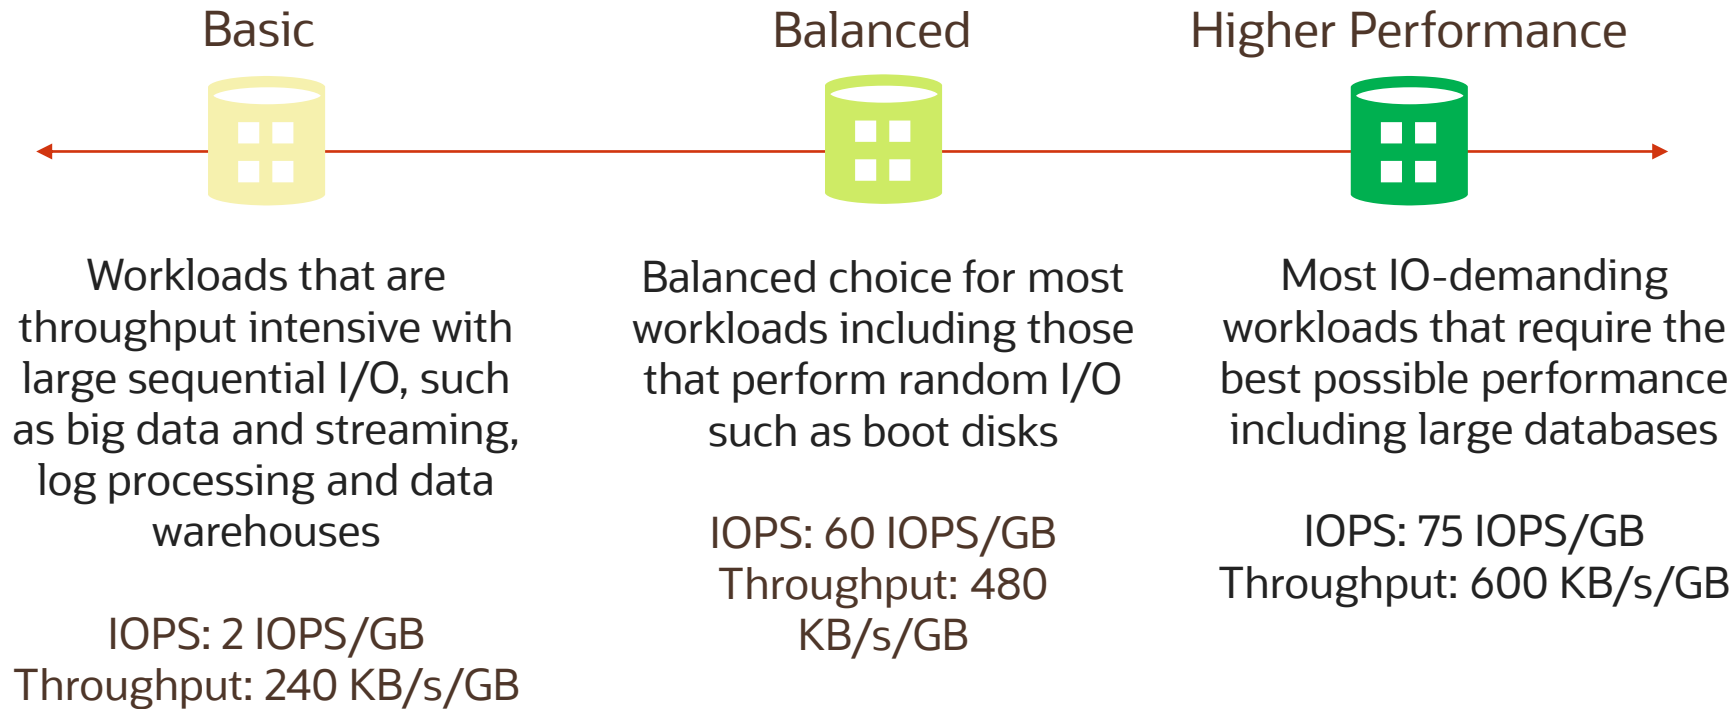 Basic
Workloads that are
throughput intensive with
large sequential I/O, such
as big data and streaming,
log processing and data
warehouses
IOPS: 2 IOPS/GB
Throughput: 240 KB/s/GB
Balanced
Balanced choice for most
workloads including those
that perform random I/O
such as boot disks
IOPS: 60 IOPS/GB
Throughput: 480
KB/s/GB
Higher Performance
Most IO-demanding
workloads that require the
best possible performance
including large databases
IOPS: 75 IOPS/GB
Throughput: 600 KB/s/GB